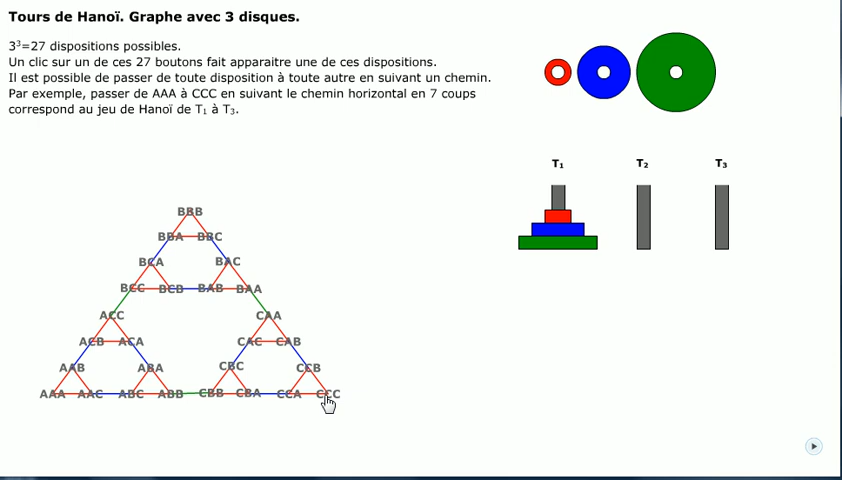 Tours de Hanoï. Graphe avec 3 disques.
3³=27 dispositions possibles.
Un clic sur un de ces 27 boutons fait apparaitre une de ces dispositions.
Il est possible de passer de toute disposition à toute autre en suivant un chemin.
Par exemple, passer de AAA à CCC en suivant le chemin horizontal en 7 coups
correspond au jeu de Hanoï de T₁ à T₃.
T₁ T₂ T₃
BBB
BBA BBC
BCA BAC
BCC BCB BAB BAA
ACC CAA
ACB ACA CAC CAB
AAB ABA CBC CCB
AAA AAC ABC ABB CBB CBA CCA CCC